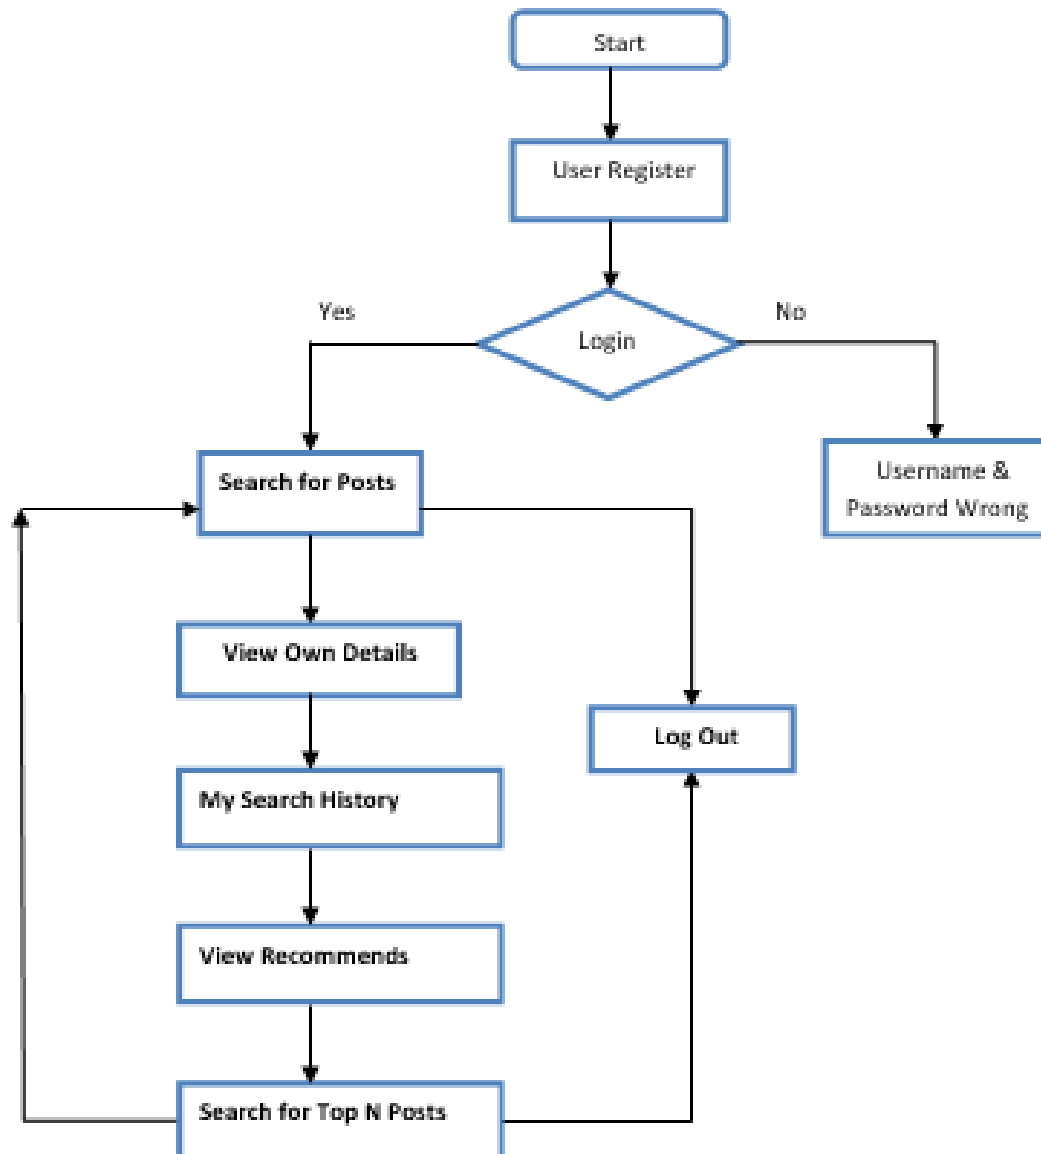 Start
User Register
Yes
No
Login
Search for Posts
Username &
Password Wrong
View Own Details
Log Out
My Search History
View Recommends
Search for Top N Posts